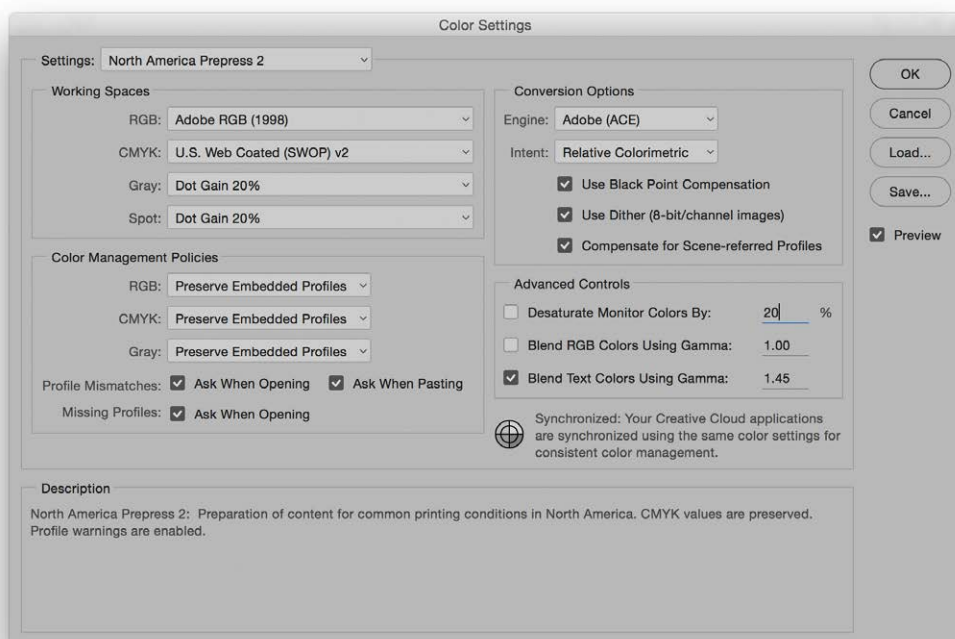 Color Settings
Settings: North America Prepress 2
Working Spaces
RGB: Adobe RGB (1998)
CMYK: U.S. Web Coated (SWOP) v2
Gray: Dot Gain 20%
Spot: Dot Gain 20%
Color Management Policies
RGB: Preserve Embedded Profiles
CMYK: Preserve Embedded Profiles
Gray: Preserve Embedded Profiles
Profile Mismatches: Ask When Opening Ask When Pasting
Missing Profiles: Ask When Opening
Conversion Options
Engine: Adobe (ACE)
Intent: Relative Colorimetric
Use Black Point Compensation
Use Dither (8-bit/channel images)
Compensate for Scene-referred Profiles
Advanced Controls
Desaturate Monitor Colors By: 20 %
Blend RGB Colors Using Gamma: 1.00
Blend Text Colors Using Gamma: 1.45
Synchronized: Your Creative Cloud applications
are synchronized using the same color settings for
consistent color management.
OK
Cancel
Load...
Save...
Preview
Description
North America Prepress 2: Preparation of content for common printing conditions in North America. CMYK values are preserved.
Profile warnings are enabled.